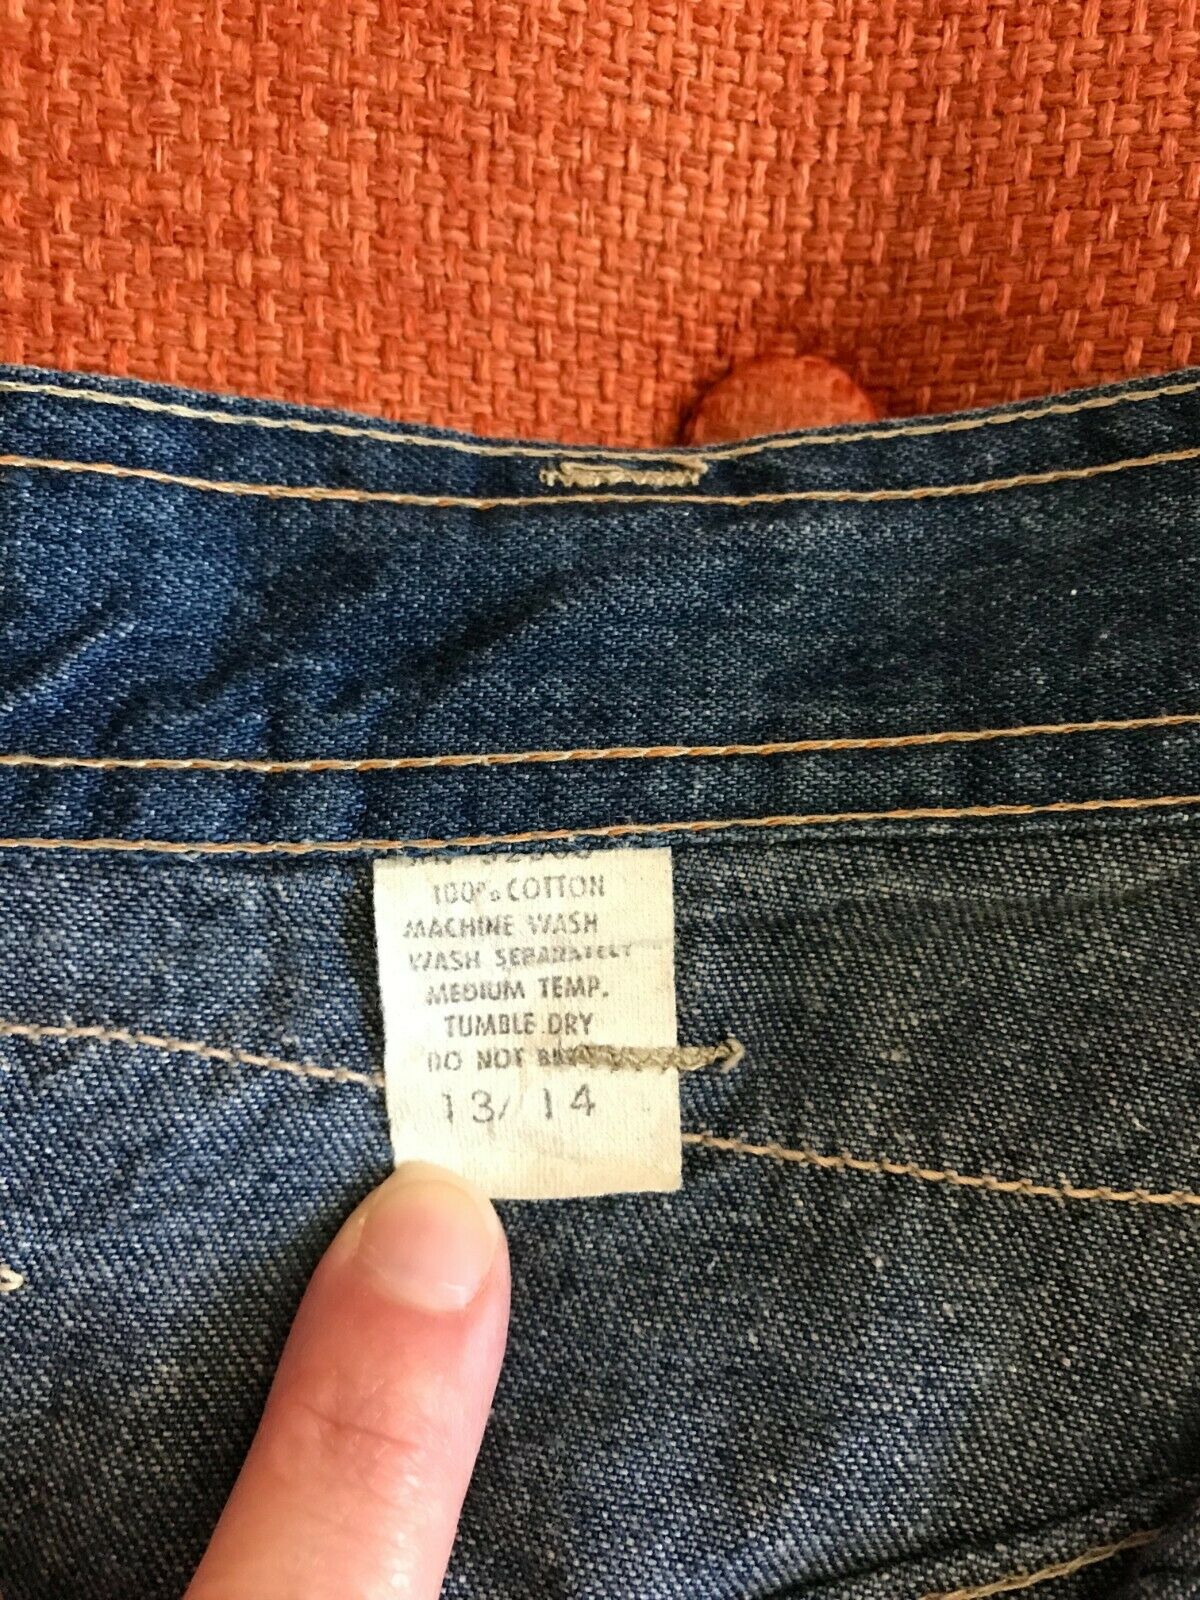 100% COTTON
MACHINE WASH
WASH SEPARATELY
MEDIUM TEMP.
TUMBLE DRY
DO NOT
13/ 14